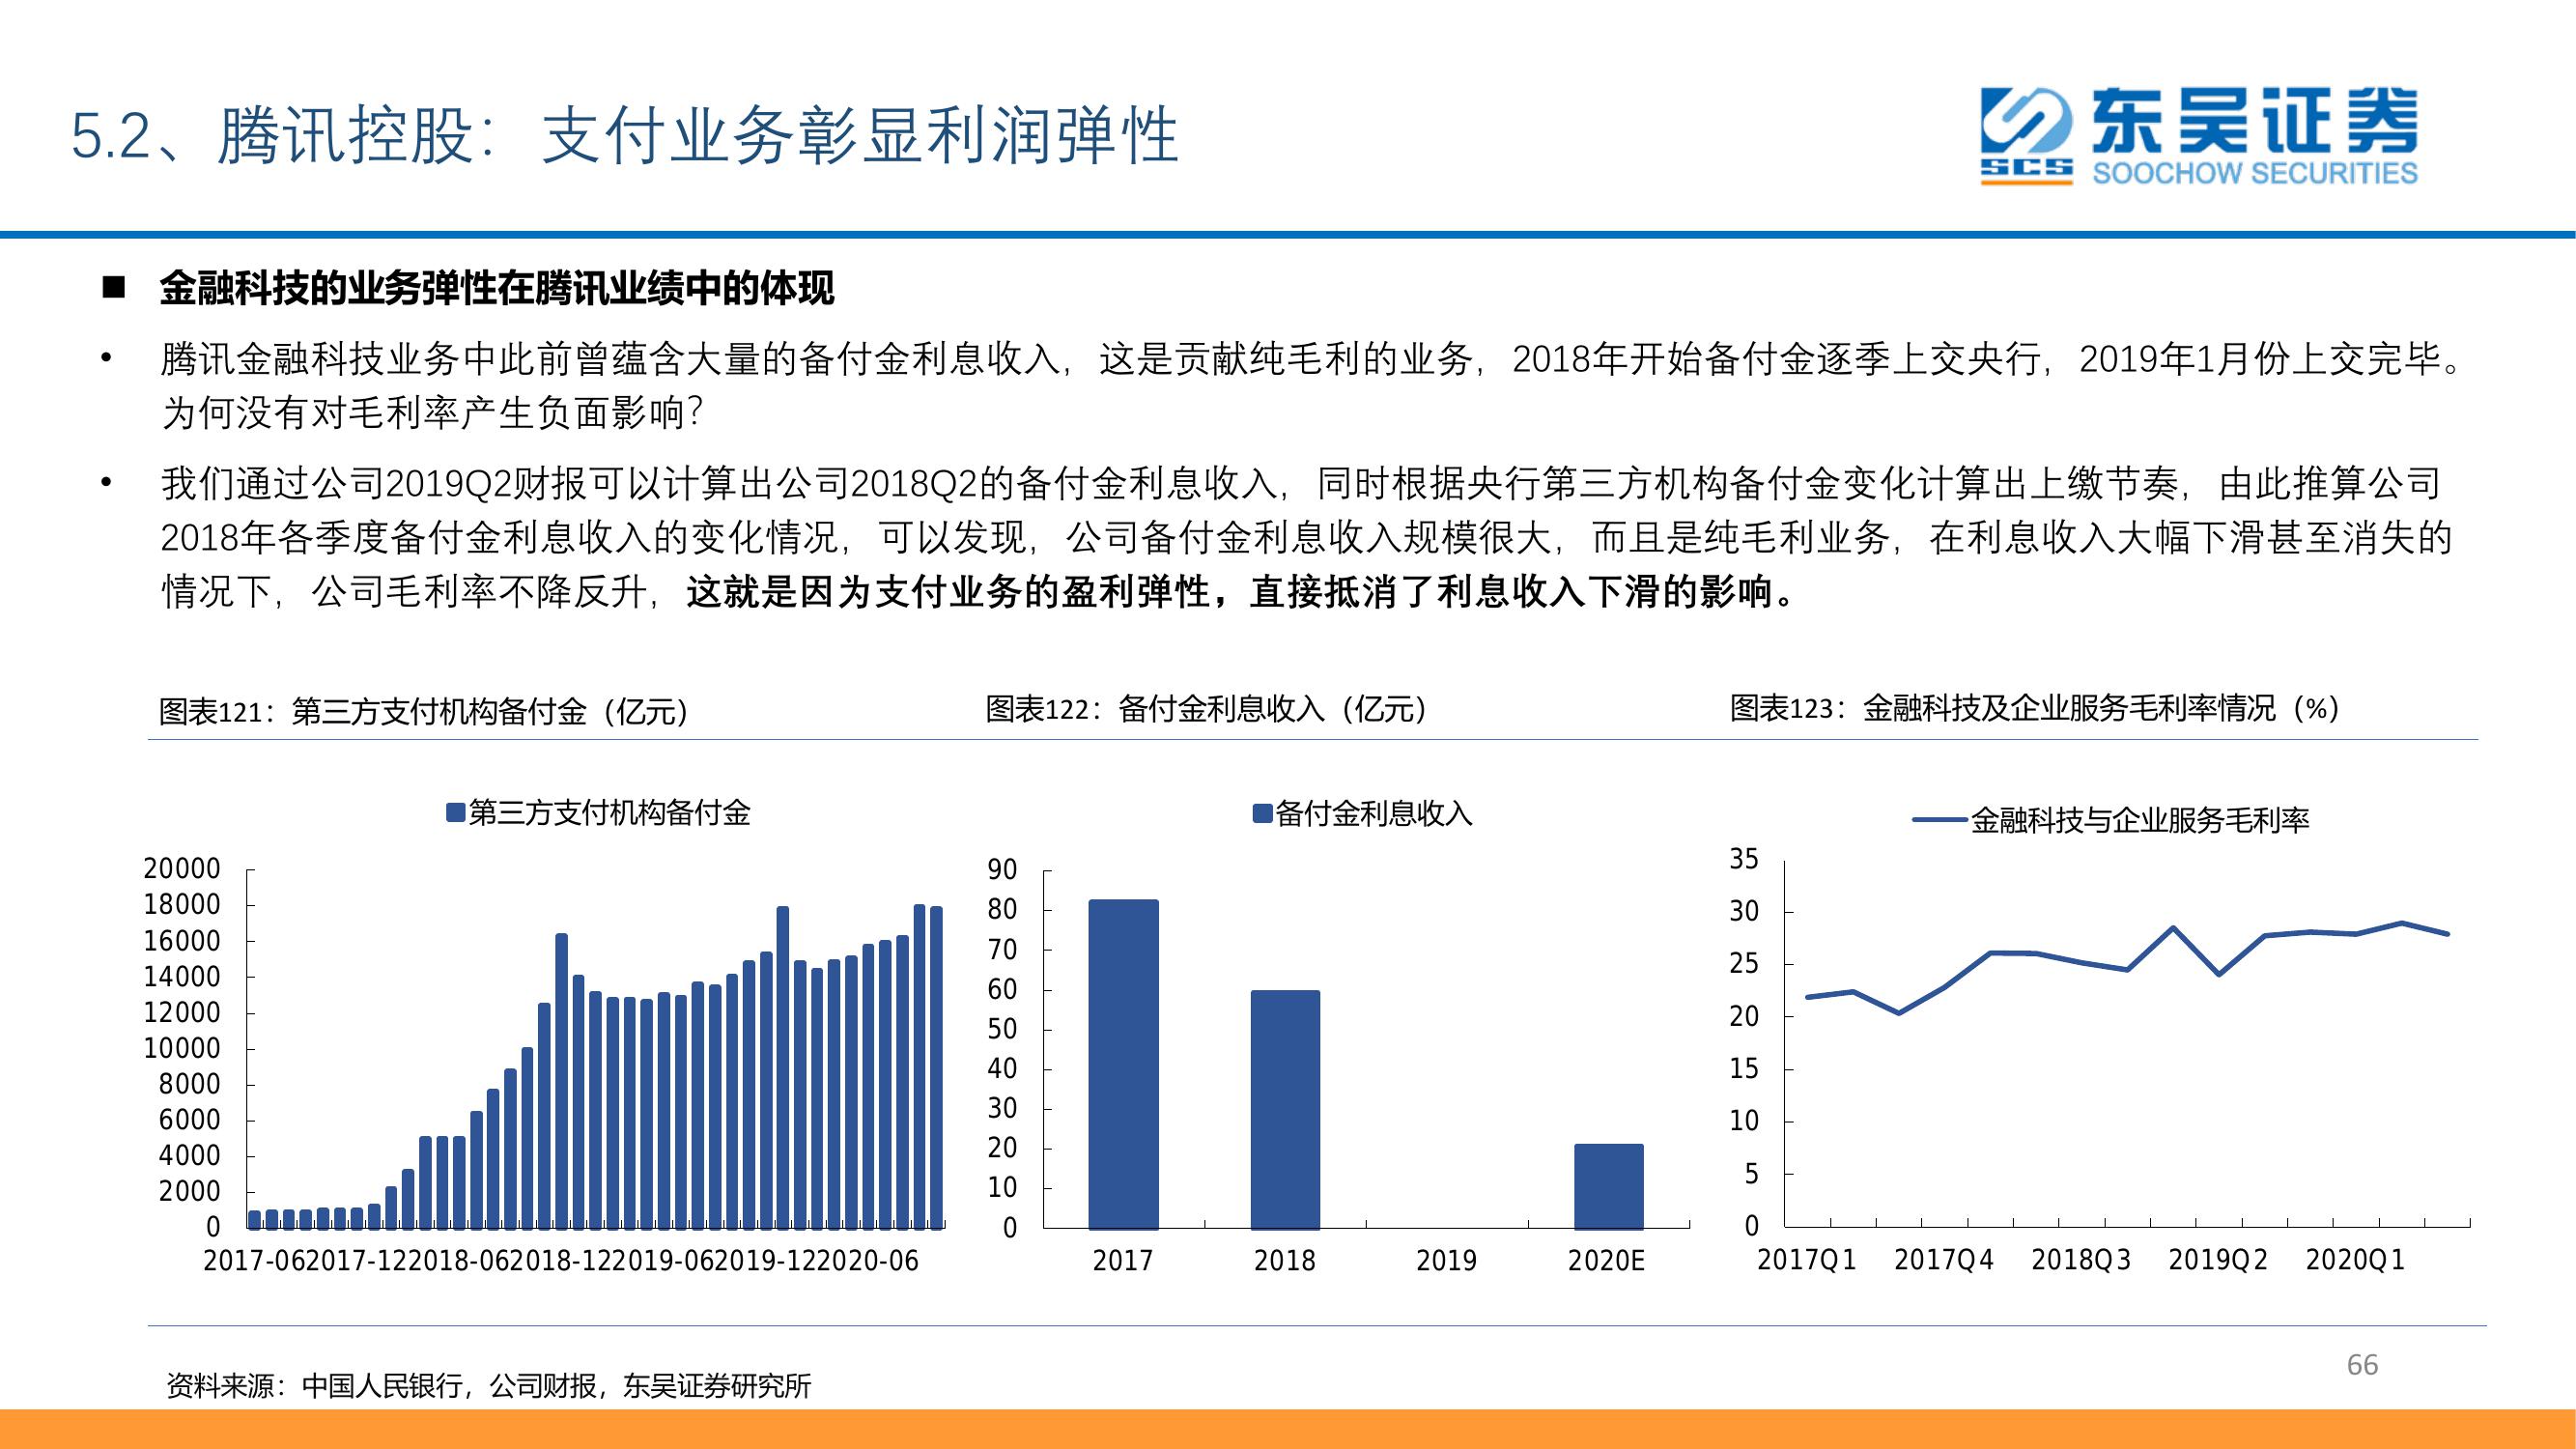 5.2、腾讯控股：支付业务彰显利润弹性
东吴证券
SCS
SOOCHOW SECURITIES
■ 金融科技的业务弹性在腾讯业绩中的体现
• 腾讯金融科技业务中此前曾蕴含大量的备付金利息收入，这是贡献纯毛利的业务，2018年开始备付金逐季上交央行，2019年1月份上交完毕。
为何没有对毛利率产生负面影响？
• 我们通过公司2019Q2财报可以计算出公司2018Q2的备付金利息收入，同时根据央行第三方机构备付金变化计算出上缴节奏，由此推算公司
2018年各季度备付金利息收入的变化情况，可以发现，公司备付金利息收入规模很大，而且是纯毛利业务，在利息收入大幅下滑甚至消失的
情况下，公司毛利率不降反升，这就是因为支付业务的盈利弹性，直接抵消了利息收入下滑的影响。
图表121：第三方支付机构备付金（亿元）
第三方支付机构备付金
20000
18000
16000
14000
12000
10000
8000
6000
4000
2000
0
2017-06 2017-12 2018-06 2018-12 2019-06 2019-12 2020-06
图表122：备付金利息收入（亿元）
备付金利息收入
90
80
70
60
50
40
30
20
10
0
2017 2018 2019 2020E
图表123：金融科技及企业服务毛利率情况（%）
金融科技与企业服务毛利率
35
30
25
20
15
10
5
0
2017Q1 2017Q4 2018Q3 2019Q2 2020Q1
资料来源：中国人民银行，公司财报，东吴证券研究所
66